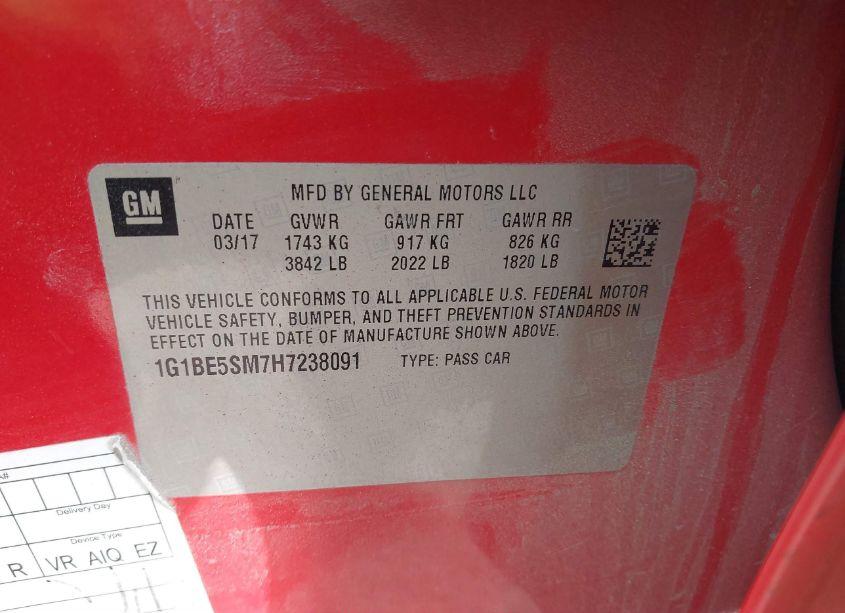 GM
MFD BY GENERAL MOTORS LLC
DATE GVWR GAWR FRT GAWR RR
03/17 1743 KG 917 KG 826 KG
3842 LB 2022 LB 1820 LB
THIS VEHICLE CONFORMS TO ALL APPLICABLE U.S. FEDERAL MOTOR
VEHICLE SAFETY, BUMPER, AND THEFT PREVENTION STANDARDS IN
EFFECT ON THE DATE OF MANUFACTURE SHOWN ABOVE.
1G1BE5SM7H7238091 TYPE: PASS CAR
A#
Delivery Day
Device Type
R VR AIQ EZ